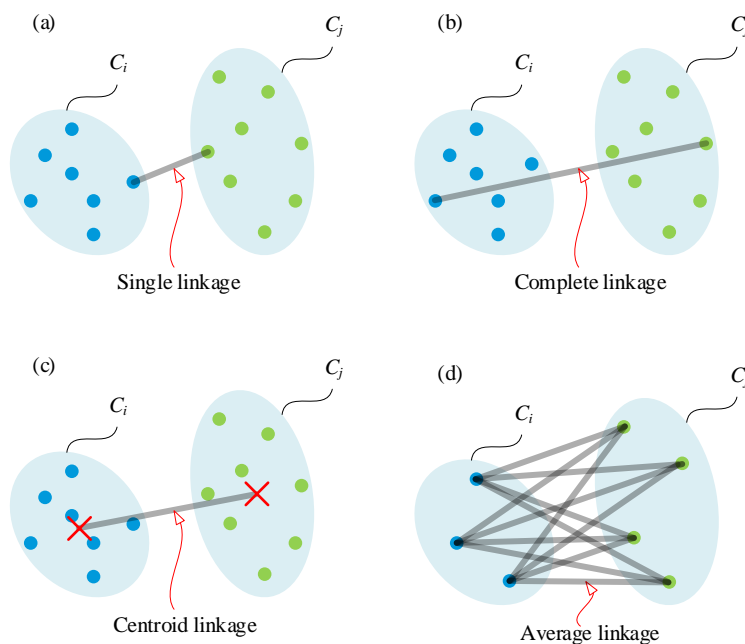 (a)
C_i
C_j
Single linkage
(b)
C_i
C
Complete linkage
(c)
C_i
C_j
Centroid linkage
(d)
C_i
C
Average linkage